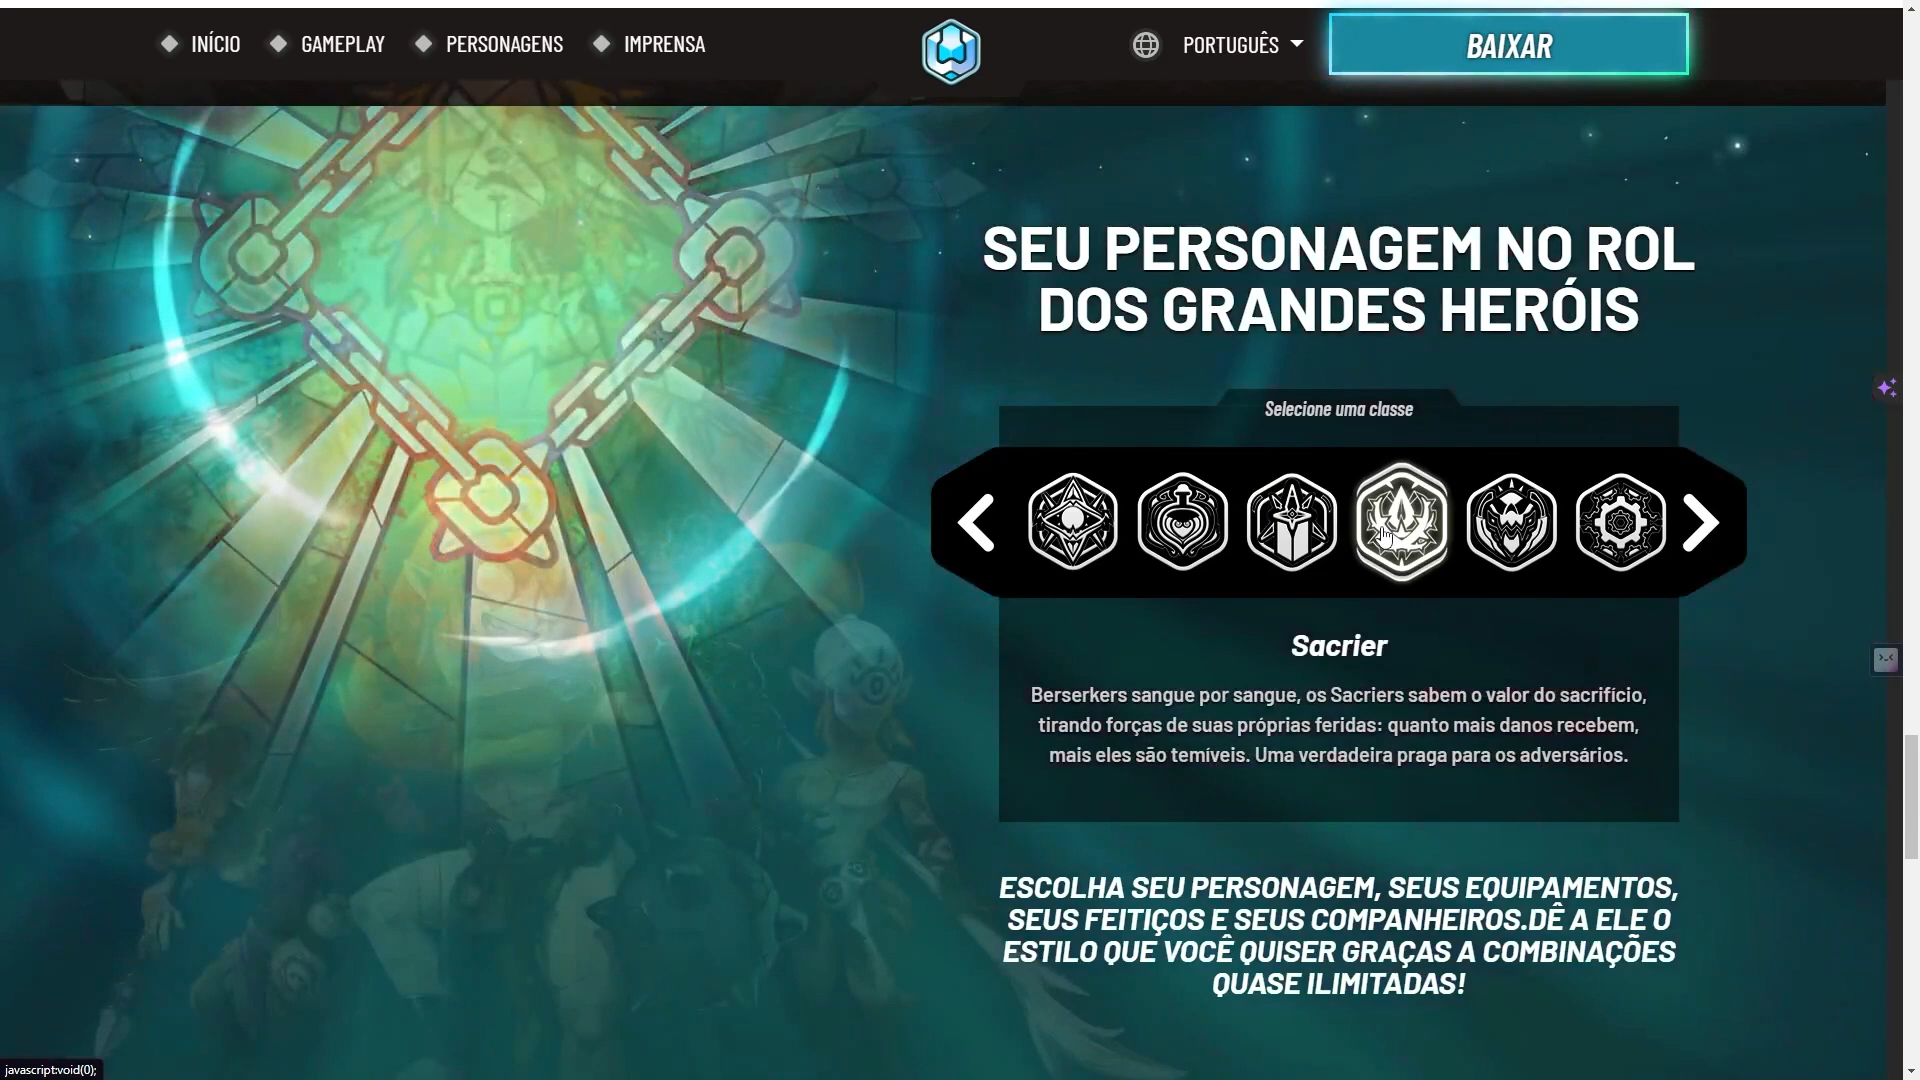 INÍCIO
GAMEPLAY
PERSONAGENS
IMPRENSA
PORTUGUÊS
BAIXAR
SEU PERSONAGEM NO ROL
DOS GRANDES HERÓIS
Selecione uma classe
Sacrier
Berserkers sangue por sangue, os Sacriers sabem o valor do sacrifício,
tirando forças de suas próprias feridas: quanto mais danos recebem,
mais eles são temíveis. Uma verdadeira praga para os adversários.
ESCOLHA SEU PERSONAGEM, SEUS EQUIPAMENTOS,
SEUS FEITIÇOS E SEUS COMPANHEIROS.DÊ A ELE O
ESTILO QUE VOCÊ QUISER GRAÇAS A COMBINAÇÕES
QUASE ILIMITADAS!
javascript:void(0);